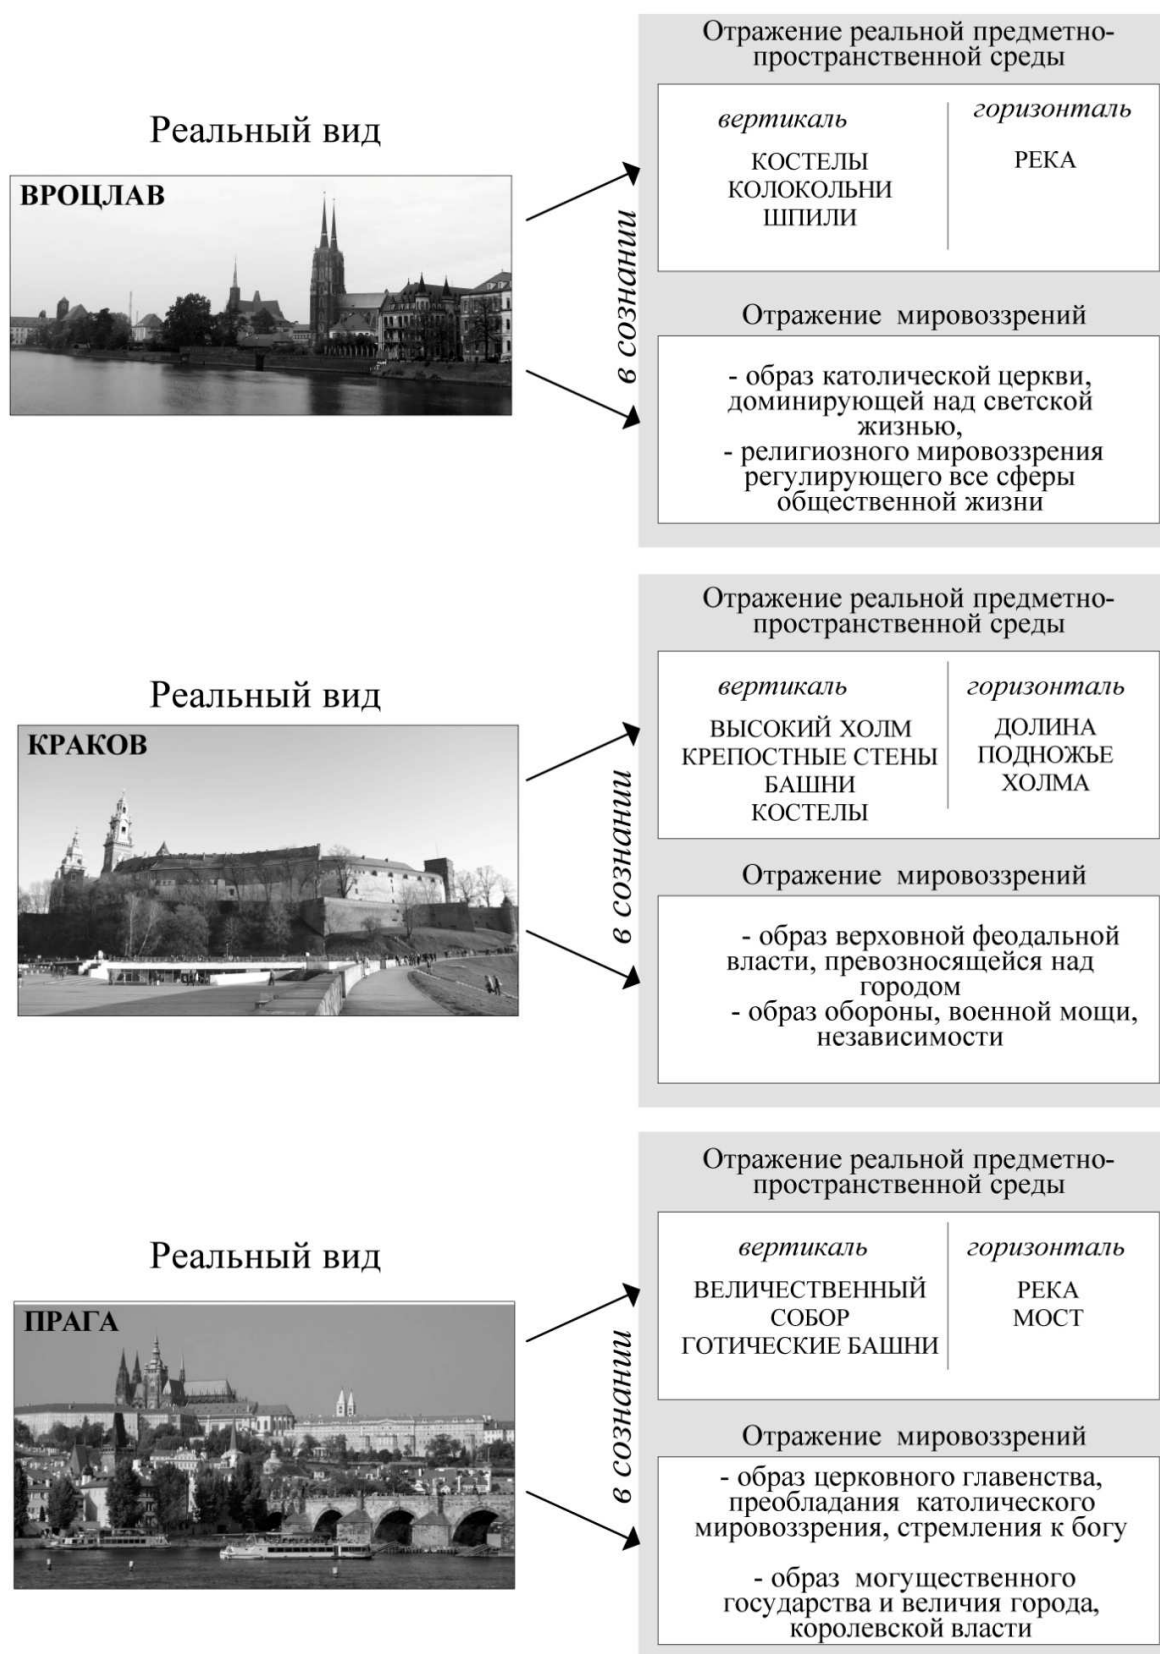 Реальный вид
ВРОЦЛАВ
в сознании
Отражение реальной предметно-
пространственной среды
вертикаль
КОСТЕЛЫ
КОЛОКОЛЬНИ
ШПИЛИ
горизонталь
РЕКА
Отражение мировоззрений
- образ католической церкви,
доминирующей над светской
жизнью,
- религиозного мировоззрения
регулирующего все сферы
общественной жизни
Реальный вид
КРАКОВ
в сознании
Отражение реальной предметно-
пространственной среды
вертикаль
ВЫСОКИЙ ХОЛМ
КРЕПОСТНЫЕ СТЕНЫ
БАШНИ
КОСТЕЛЫ
горизонталь
ДОЛИНА
ПОДНОЖЬЕ
ХОЛМА
Отражение мировоззрений
- образ верховной феодальной
власти, превозносящейся над
городом
- образ обороны, военной мощи,
независимости
Реальный вид
ПРАГА
в сознании
Отражение реальной предметно-
пространственной среды
вертикаль
ВЕЛИЧЕСТВЕННЫЙ
СОБОР
ГОТИЧЕСКИЕ БАШНИ
горизонталь
РЕКА
МОСТ
Отражение мировоззрений
- образ церковного главенства,
преобладания католического
мировоззрения, стремления к богу
- образ могущественного
государства и величия города,
королевской власти